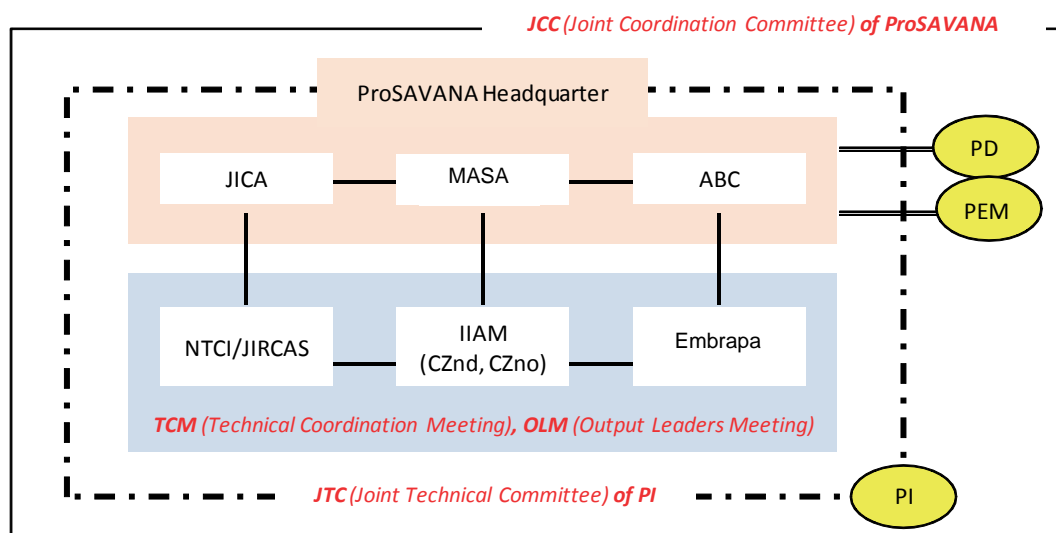 JCC (Joint Coordination Committee) of ProSAVANA
ProSAVANA Headquarter
JICA
MASA
ABC
PD
PEM
NTCI/JIRCAS
IIAM
(CZnd, CZno)
Embrapa
TCM (Technical Coordination Meeting), OLM (Output Leaders Meeting)
JTC (Joint Technical Committee) of PI
PI